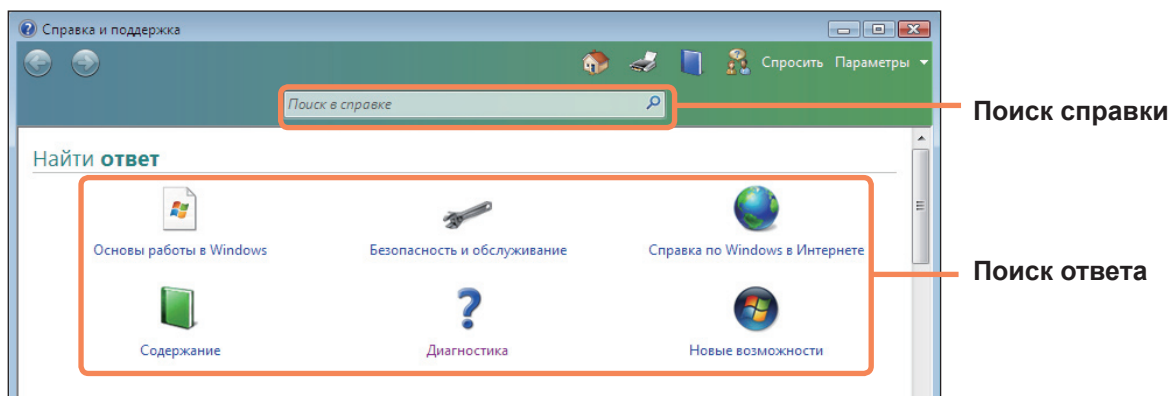 Справка и поддержка
Спросить Параметры
Поиск в справке
Поиск справки
Найти ответ
Основы работы в Windows
Безопасность и обслуживание
Справка по Windows в Интернете
Поиск ответа
Содержание
Диагностика
Новые возможности